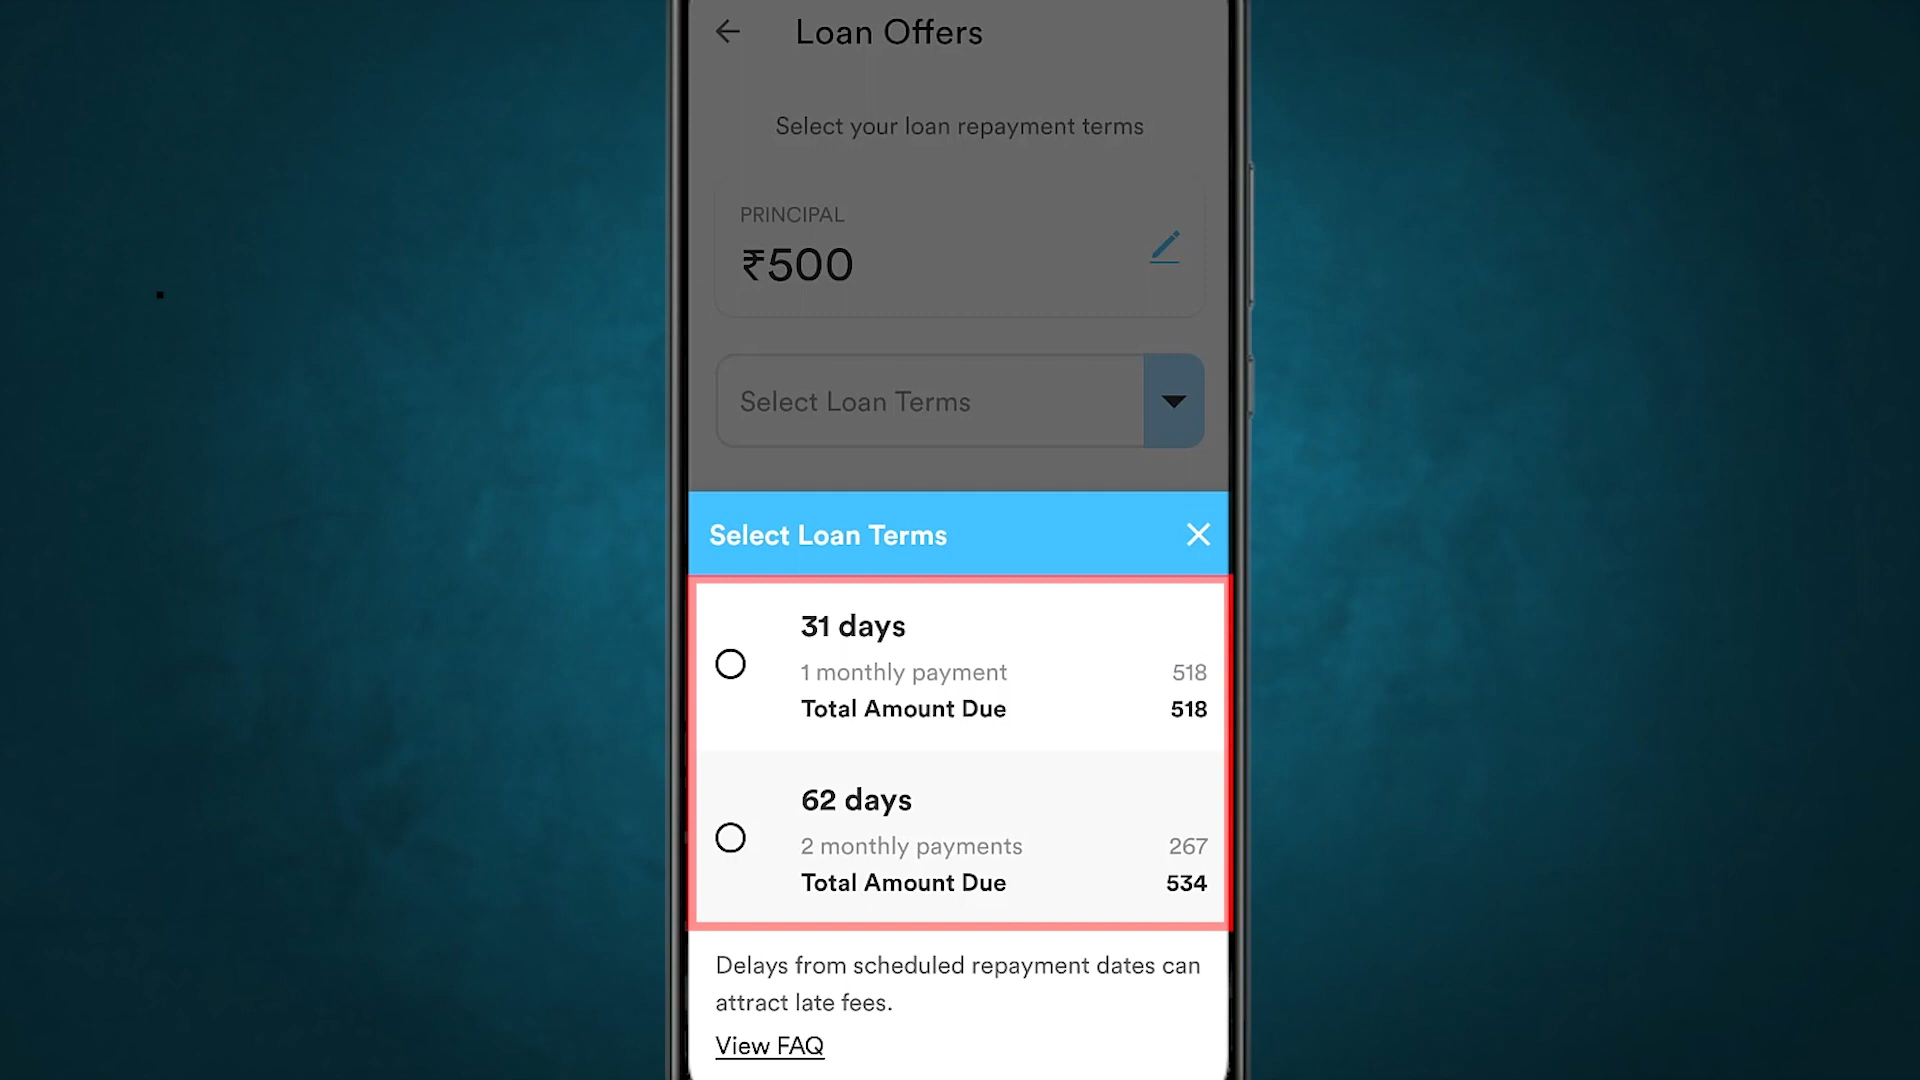 Loan Offers
Select your loan repayment terms
PRINCIPAL
₹500
Select Loan Terms
Select Loan Terms
31 days
1 monthly payment 518
Total Amount Due 518
62 days
2 monthly payments 267
Total Amount Due 534
Delays from scheduled repayment dates can
attract late fees.
View FAQ